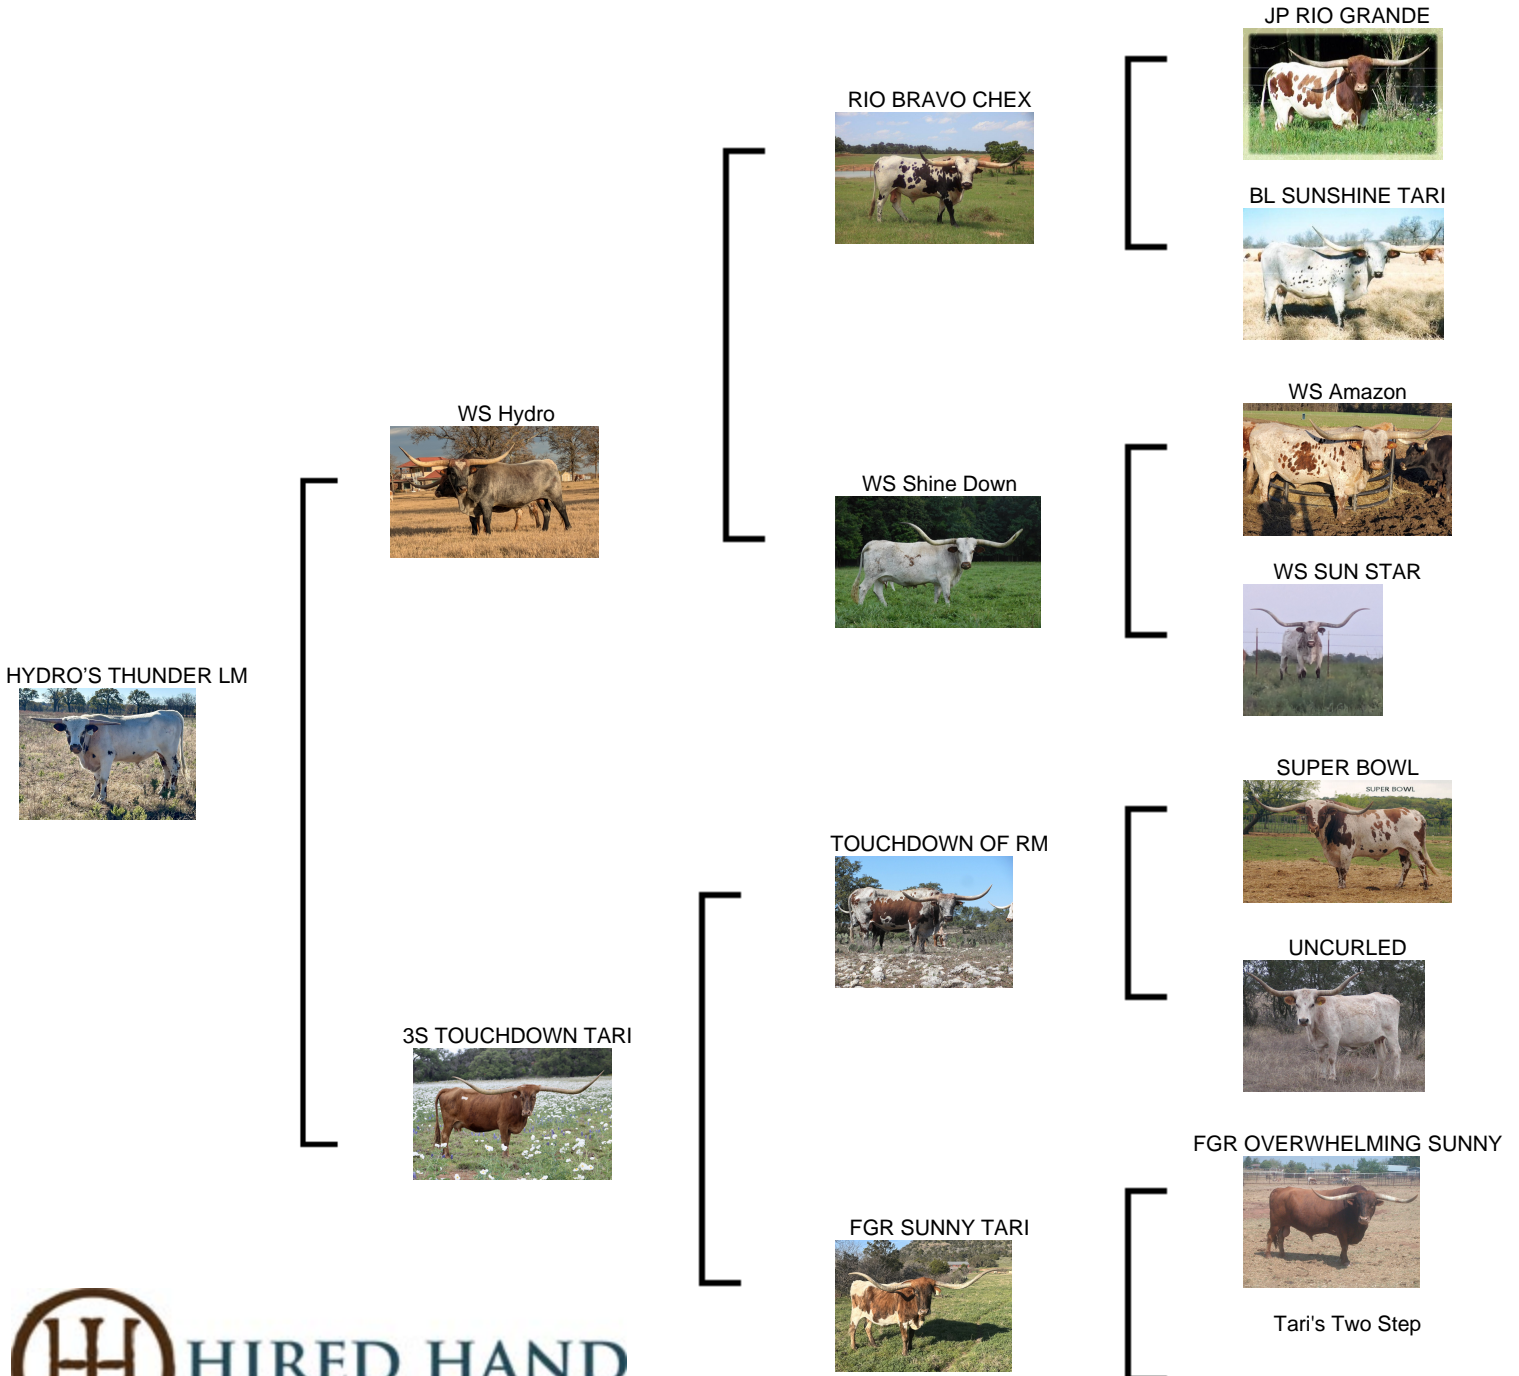 JP RIO GRANDE
RIO BRAVO CHEX
BL SUNSHINE TARI
WS Amazon
WS Hydro
WS Shine Down
WS SUN STAR
HYDRO'S THUNDER LM
SUPER BOWL
SUPER BOWL
TOUCHDOWN OF RM
UNCURLED
3S TOUCHDOWN TARI
FGR OVERWHELMING SUNNY
FGR SUNNY TARI
Tari's Two Step
HIRED HAND